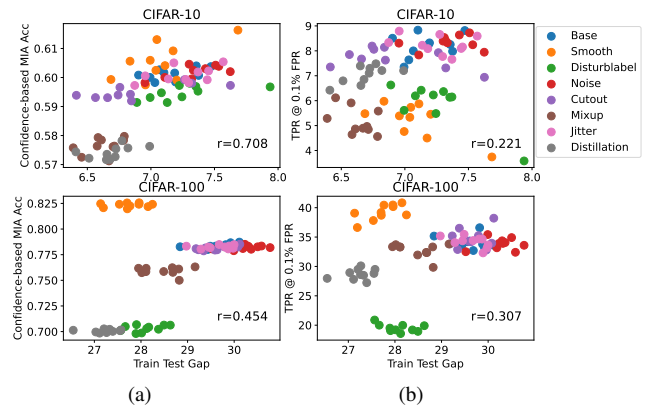 CIFAR-10
Confidence-based MIA Acc
0.61
0.60
0.59
0.58
0.57
r=0.708
6.5
7.0
7.5
8.0
CIFAR-10
TPR @ 0.1% FPR
9
8
7
6
5
4
r=0.221
6.5
7.0
7.5
8.0
Base
Smooth
Disturblabel
Noise
Cutout
Mixup
Jitter
Distillation
CIFAR-100
Confidence-based MIA Acc
0.825
0.800
0.775
0.750
0.725
0.700
r=0.454
27
28
29
30
Train Test Gap
CIFAR-100
TPR @ 0.1% FPR
40
35
30
25
20
r=0.307
27
28
29
30
Train Test Gap
(a)
(b)